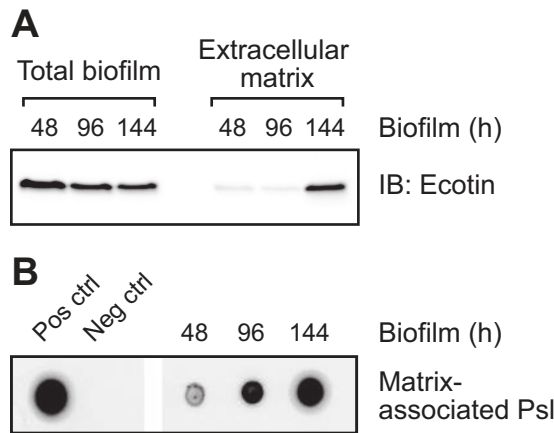 A
Total biofilm
Extracellular
matrix
48 96 144 48 96 144 Biofilm (h)
IB: Ecotin
B
Pos ctrl
Neg ctrl
48 96 144 Biofilm (h)
Matrix-
associated Psl